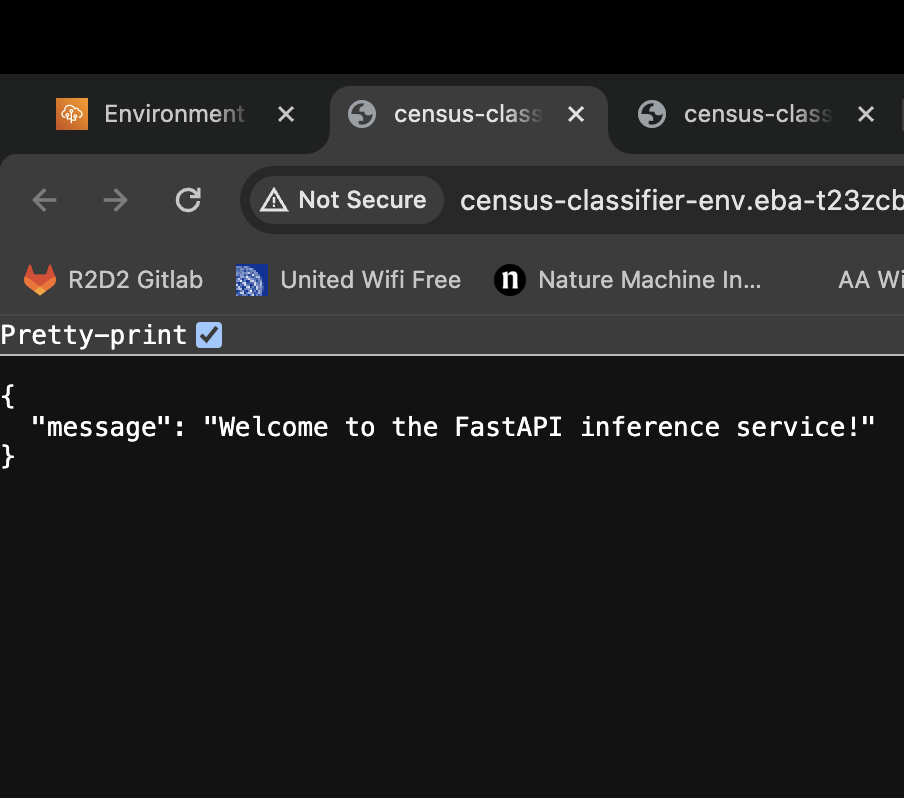 Environment
census-class
census-class
Not Secure census-classifier-env.eba-t23zcb
R2D2 Gitlab United Wifi Free n Nature Machine In... AA Wi
Pretty-print
{
"message": "Welcome to the FastAPI inference service!"
}